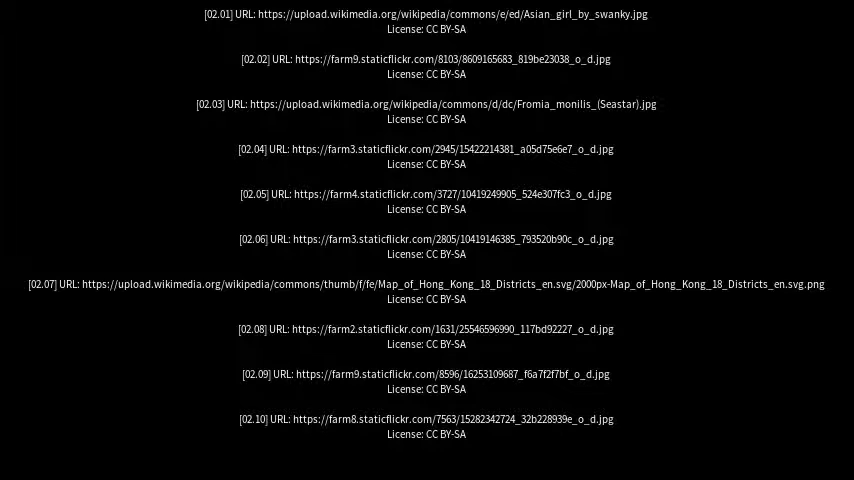 [02.01] URL: https://upload.wikimedia.org/wikipedia/commons/e/ed/Asian_girl_by_swanky.jpg
License: CC BY-SA
[02.02] URL: https://farm9.staticflickr.com/8103/8609165683_819be23038_o_d.jpg
License: CC BY-SA
[02.03] URL: https://upload.wikimedia.org/wikipedia/commons/d/dc/Fromia_monilis_(Seastar).jpg
License: CC BY-SA
[02.04] URL: https://farm3.staticflickr.com/2945/15422214381_a05d75e6e7_o_d.jpg
License: CC BY-SA
[02.05] URL: https://farm4.staticflickr.com/3727/10419249905_524e307fc3_o_d.jpg
License: CC BY-SA
[02.06] URL: https://farm3.staticflickr.com/2805/10419146385_793520b90c_o_d.jpg
License: CC BY-SA
[02.07] URL: https://upload.wikimedia.org/wikipedia/commons/thumb/f/fe/Map_of_Hong_Kong_18_Districts_en.svg/2000px-Map_of_Hong_Kong_18_Districts_en.svg.png
License: CC BY-SA
[02.08] URL: https://farm2.staticflickr.com/1631/25546596990_117bd92227_o_d.jpg
License: CC BY-SA
[02.09] URL: https://farm9.staticflickr.com/8596/16253109687_f6a7f2f7bf_o_d.jpg
License: CC BY-SA
[02.10] URL: https://farm8.staticflickr.com/7563/15282342724_32b228939e_o_d.jpg
License: CC BY-SA